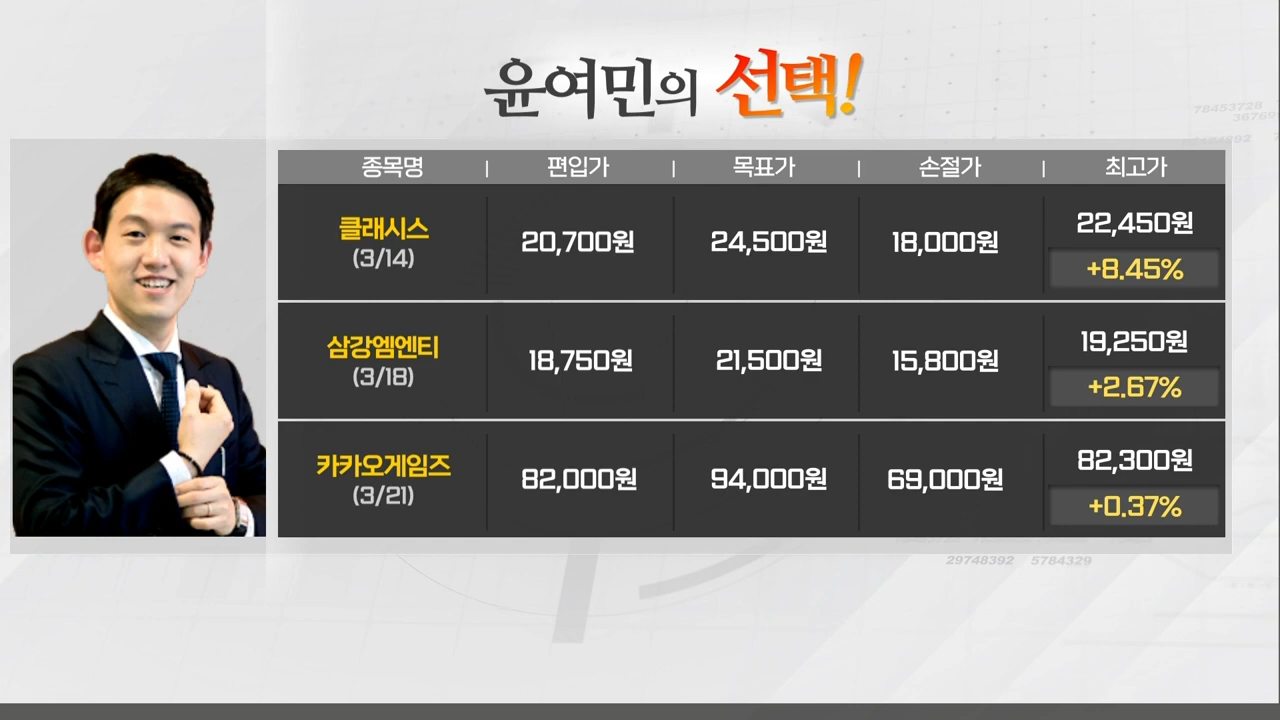 윤여민의 선택!
종목명 | 편입가 | 목표가 | 손절가 | 최고가
클래시스 (3/14) 20,700원 24,500원 18,000원 22,450원 +8.45%
삼강엠엔티 (3/18) 18,750원 21,500원 15,800원 19,250원 +2.67%
카카오게임즈 (3/21) 82,000원 94,000원 69,000원 82,300원 +0.37%
78453728
29748392 5784329